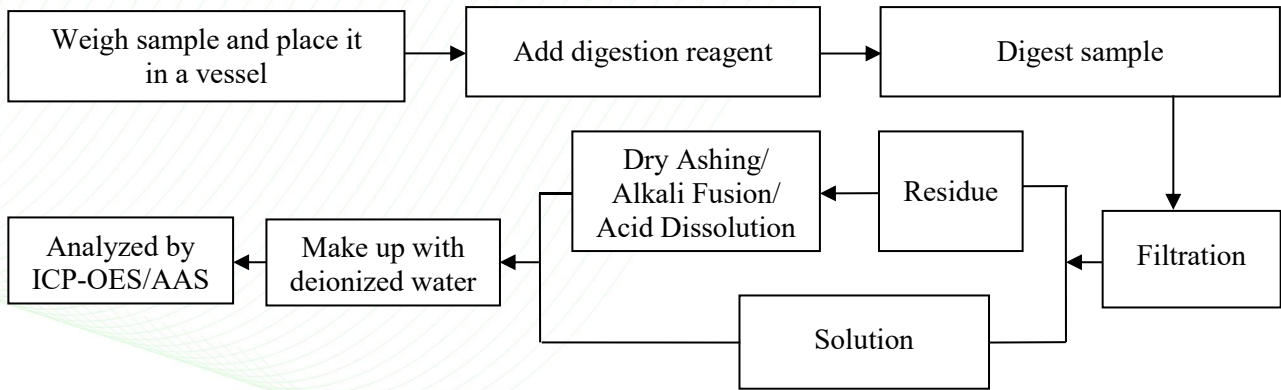 Weigh sample and place it
in a vessel
Add digestion reagent
Digest sample
Filtration
Residue
Dry Ashing/
Alkali Fusion/
Acid Dissolution
Solution
Make up with
deionized water
Analyzed by
ICP-OES/AAS